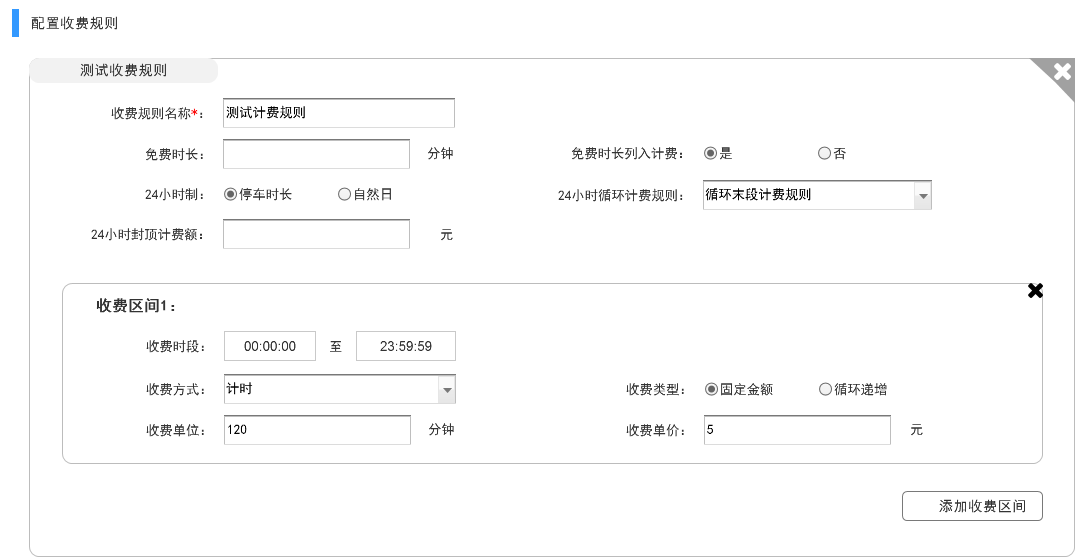 配置收费规则
测试收费规则
收费规则名称*： 测试计费规则
免费时长： 分钟 免费时长列入计费： 是 否
24小时制： 停车时长 自然日 24小时循环计费规则： 循环末段计费规则
24小时封顶计费额： 元
收费区间1：
收费时段： 00:00:00 至 23:59:59
收费方式： 计时 收费类型： 固定金额 循环递增
收费单位： 120 分钟 收费单价： 5 元
添加收费区间